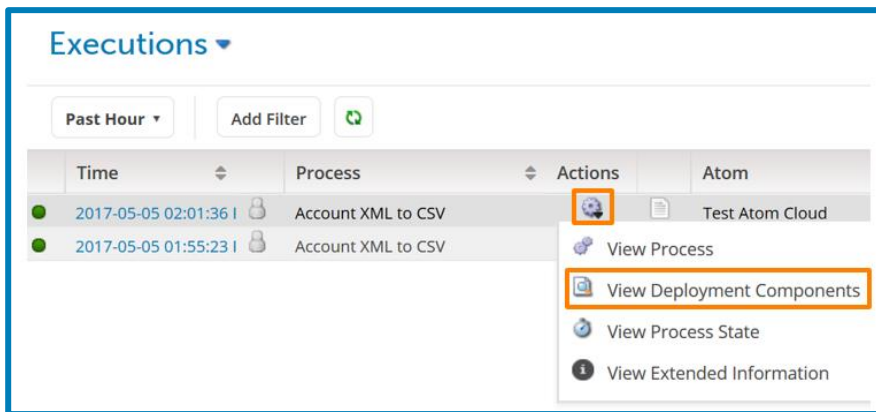 Executions
Past Hour Add Filter
Time Process Actions Atom
2017-05-05 02:01:36 I Account XML to CSV Test Atom Cloud
2017-05-05 01:55:23 I Account XML to CSV
View Process
View Deployment Components
View Process State
View Extended Information